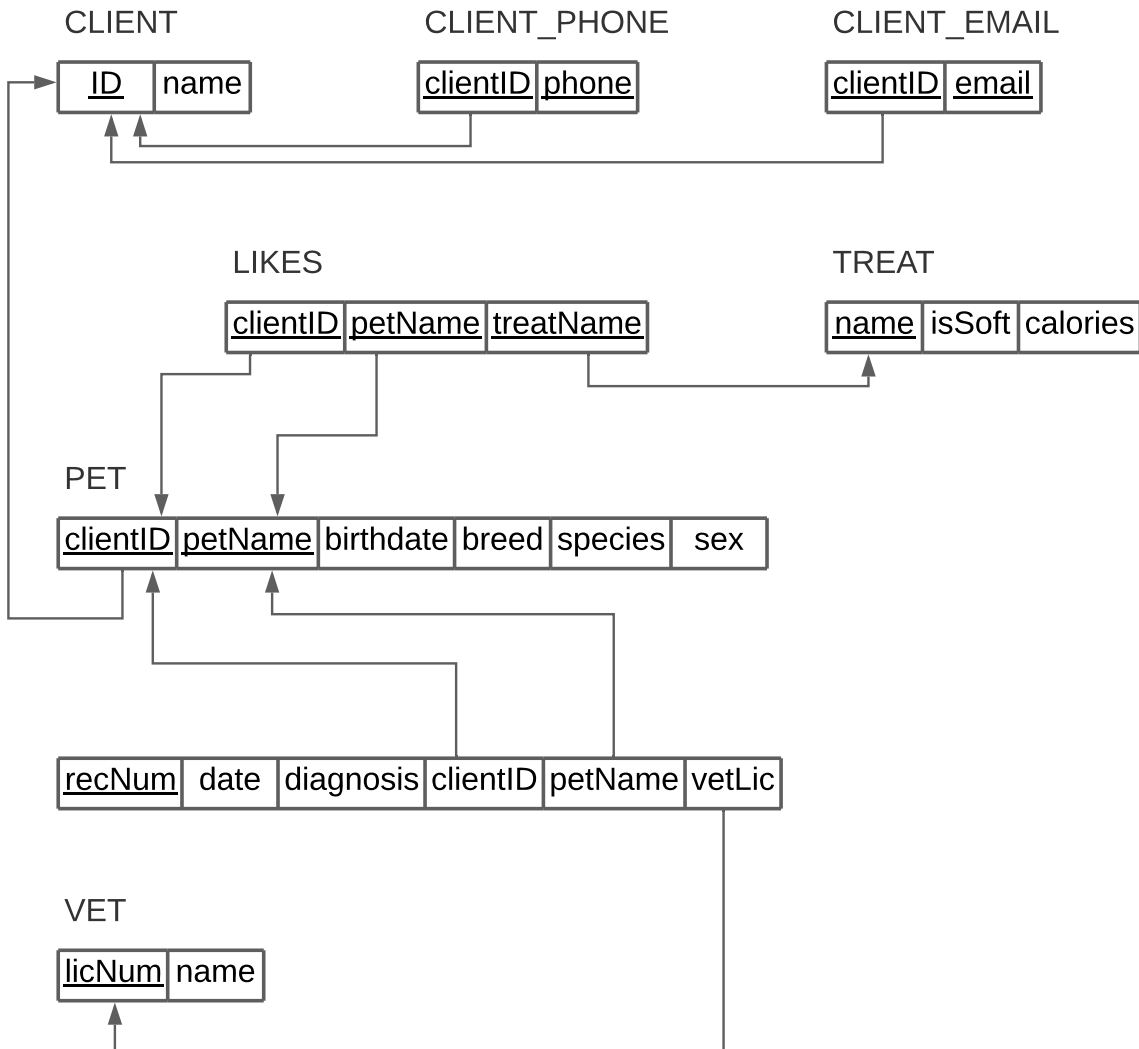 CLIENT CLIENT_PHONE CLIENT_EMAIL
ID name clientID phone clientID email
LIKES TREAT
clientID petName treatName name isSoft calories
PET
clientID petName birthdate breed species sex
recNum date diagnosis clientID petName vetLic
VET
licNum name